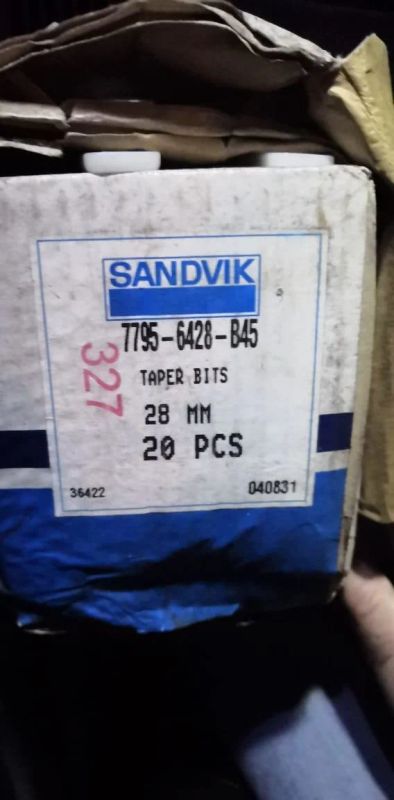 SANDVIK
7795-6428-B45
327
TAPER BITS
28 MM
20 PCS
36422
040831